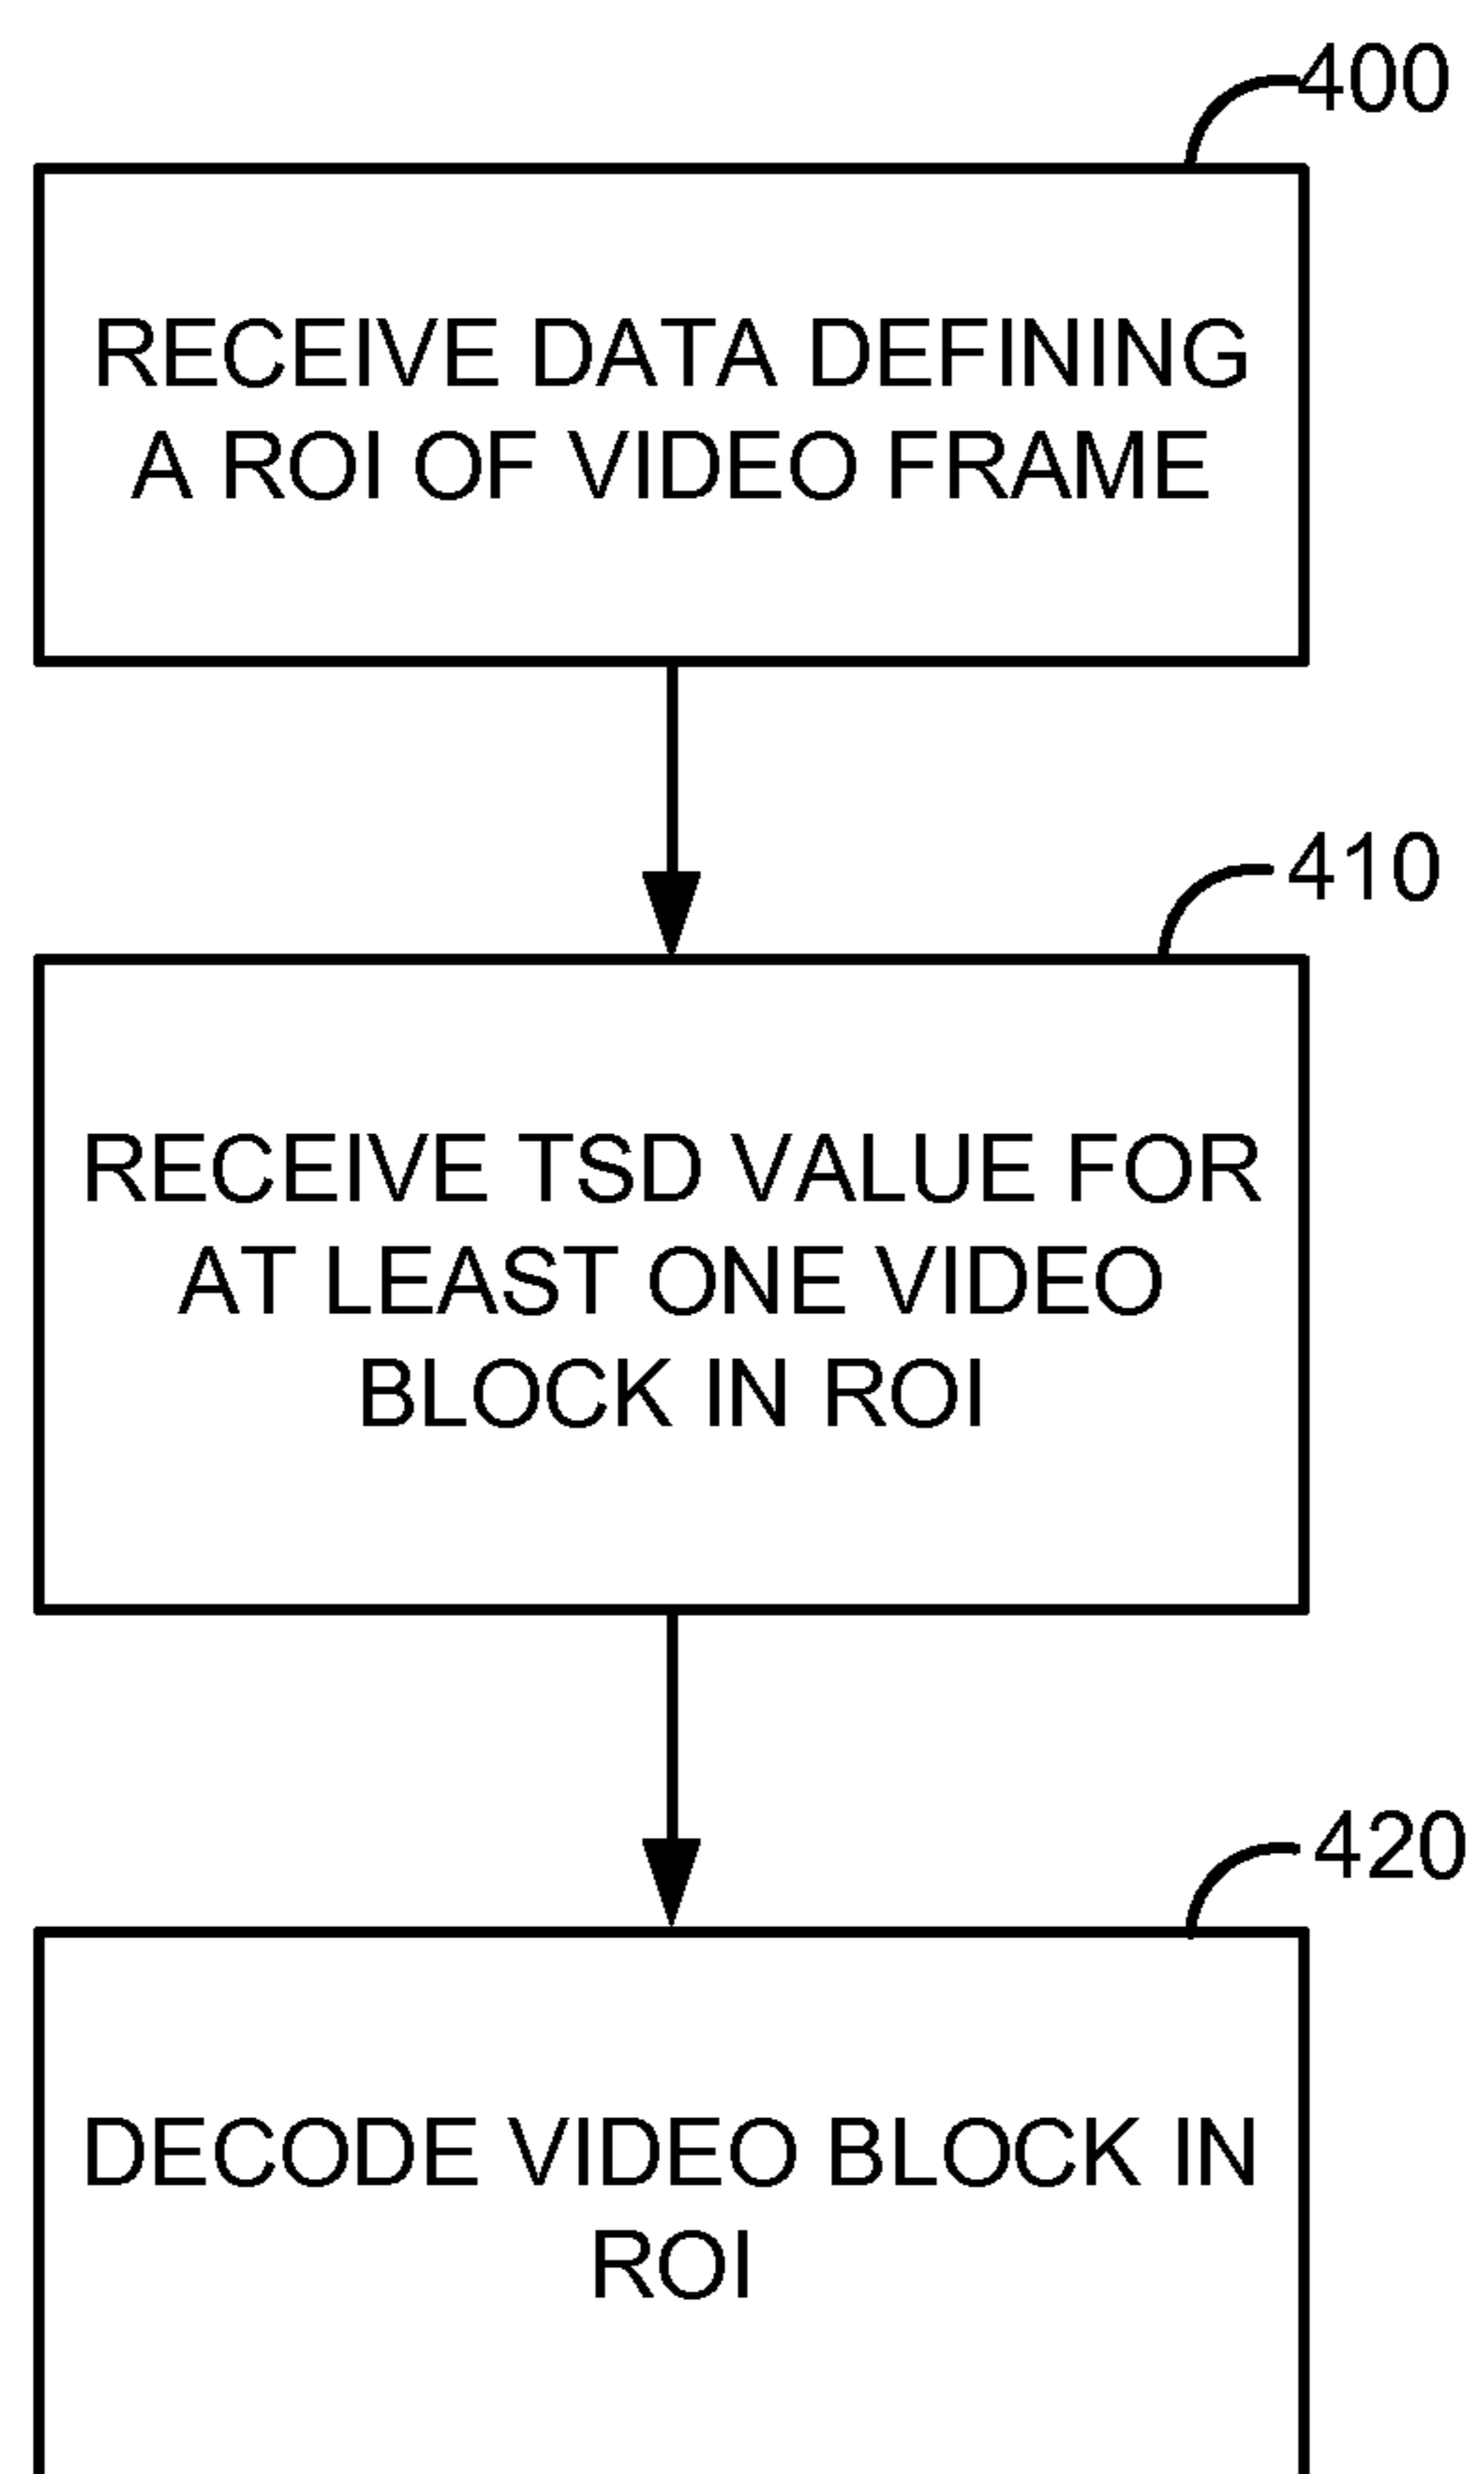 400
RECEIVE DATA DEFINING
A ROI OF VIDEO FRAME
410
RECEIVE TSD VALUE FOR
AT LEAST ONE VIDEO
BLOCK IN ROI
420
DECODE VIDEO BLOCK IN
ROI